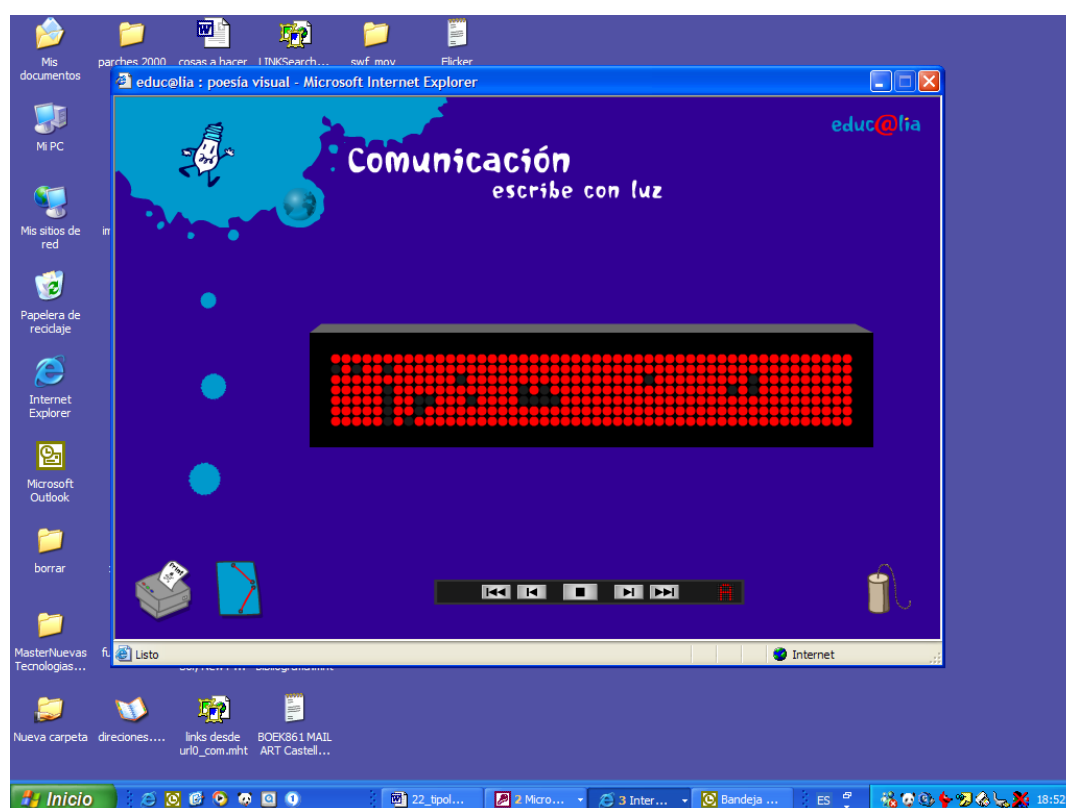 Mis
documentos
parches 2000
cosas a hacer
LINKSearch...
swf_mov
Flicker
educ@lia : poesía visual - Microsoft Internet Explorer
Mi PC
educ@lia
Comunicación
escribe con luz
Mis sitios de
red
Papelera de
reciclaje
Internet
Explorer
Microsoft
Outlook
borrar
Print
A
MasterNuevas
Tecnologias...
Listo
Internet
Nueva carpeta
direciones....
links desde
url0_com.mht
BOEK861 MAIL
ART Castell...
Inicio
22_tipol...
2 Micro...
3 Inter...
Bandeja ...
ES
18:52